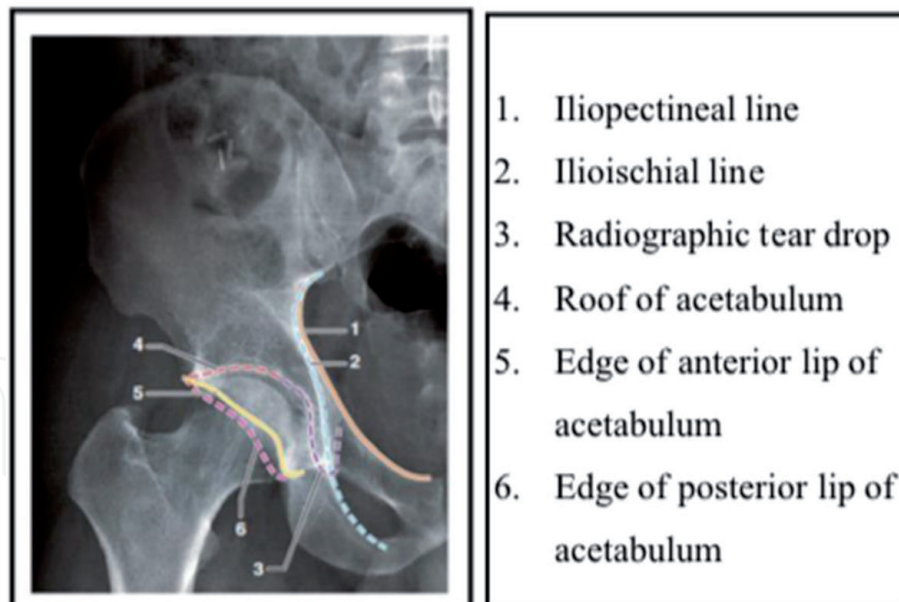 1
2
4
5
6
3
1. Iliopectineal line
2. Ilioischial line
3. Radiographic tear drop
4. Roof of acetabulum
5. Edge of anterior lip of
acetabulum
6. Edge of posterior lip of
acetabulum